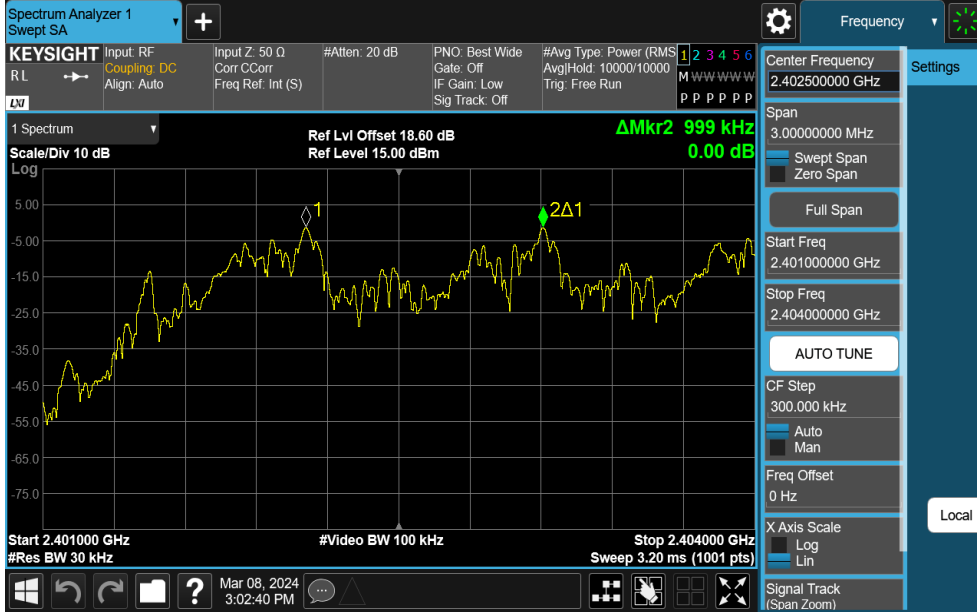 Spectrum Analyzer 1
Swept SA
+
Frequency
KEYSIGHT
R L
LXI
Input: RF
Coupling: DC
Align: Auto
Input Z: 50 Ω
Corr CCorr
Freq Ref: Int (S)
#Atten: 20 dB
PNO: Best Wide
Gate: Off
IF Gain: Low
Sig Track: Off
#Avg Type: Power (RMS
Avg|Hold: 10000/10000
Trig: Free Run
1 2 3 4 5 6
M W W W W W
P P P P P P
1 Spectrum
Scale/Div 10 dB
Log
Ref Lvl Offset 18.60 dB
Ref Level 15.00 dBm
ΔMkr2 999 kHz
0.00 dB
1
2Δ1
5.00
-5.00
-15.0
-25.0
-35.0
-45.0
-55.0
-65.0
-75.0
Start 2.401000 GHz
#Res BW 30 kHz
#Video BW 100 kHz
Stop 2.404000 GHz
Sweep 3.20 ms (1001 pts)
Center Frequency
2.402500000 GHz
Span
3.00000000 MHz
Swept Span
Zero Span
Full Span
Start Freq
2.401000000 GHz
Stop Freq
2.404000000 GHz
AUTO TUNE
CF Step
300.000 kHz
Auto
Man
Freq Offset
0 Hz
X Axis Scale
Log
Lin
Signal Track
(Span Zoom)
Settings
Local
?
Mar 08, 2024
3:02:40 PM